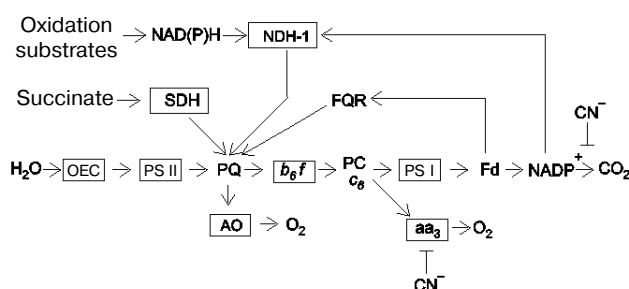 Oxidation
substrates
NAD(P)H
NDH-1
Succinate
SDH
FQR
CN⁻
H₂O
OEC
PS II
PQ
b₆f
PC
c₆
PS I
Fd
NADP⁺
CO₂
AO
O₂
aa₃
O₂
CN⁻